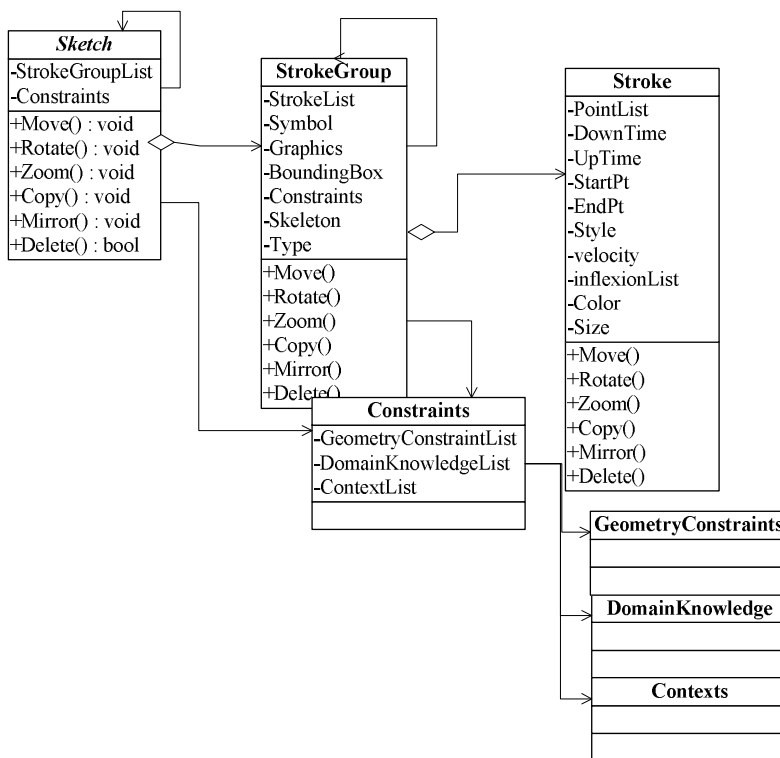 Sketch
-StrokeGroupList
-Constraints
+Move() : void
+Rotate() : void
+Zoom() : void
+Copy() : void
+Mirror() : void
+Delete() : bool
StrokeGroup
-StrokeList
-Symbol
-Graphics
-BoundingBox
-Constraints
-Skeleton
-Type
+Move()
+Rotate()
+Zoom()
+Copy()
+Mirror()
+Delete()
Stroke
-PointList
-DownTime
-UpTime
-StartPt
-EndPt
-Style
-velocity
-inflexionList
-Color
-Size
+Move()
+Rotate()
+Zoom()
+Copy()
+Mirror()
+Delete()
Constraints
-GeometryConstraintList
-DomainKnowledgeList
-ContextList
GeometryConstraints
DomainKnowledge
Contexts